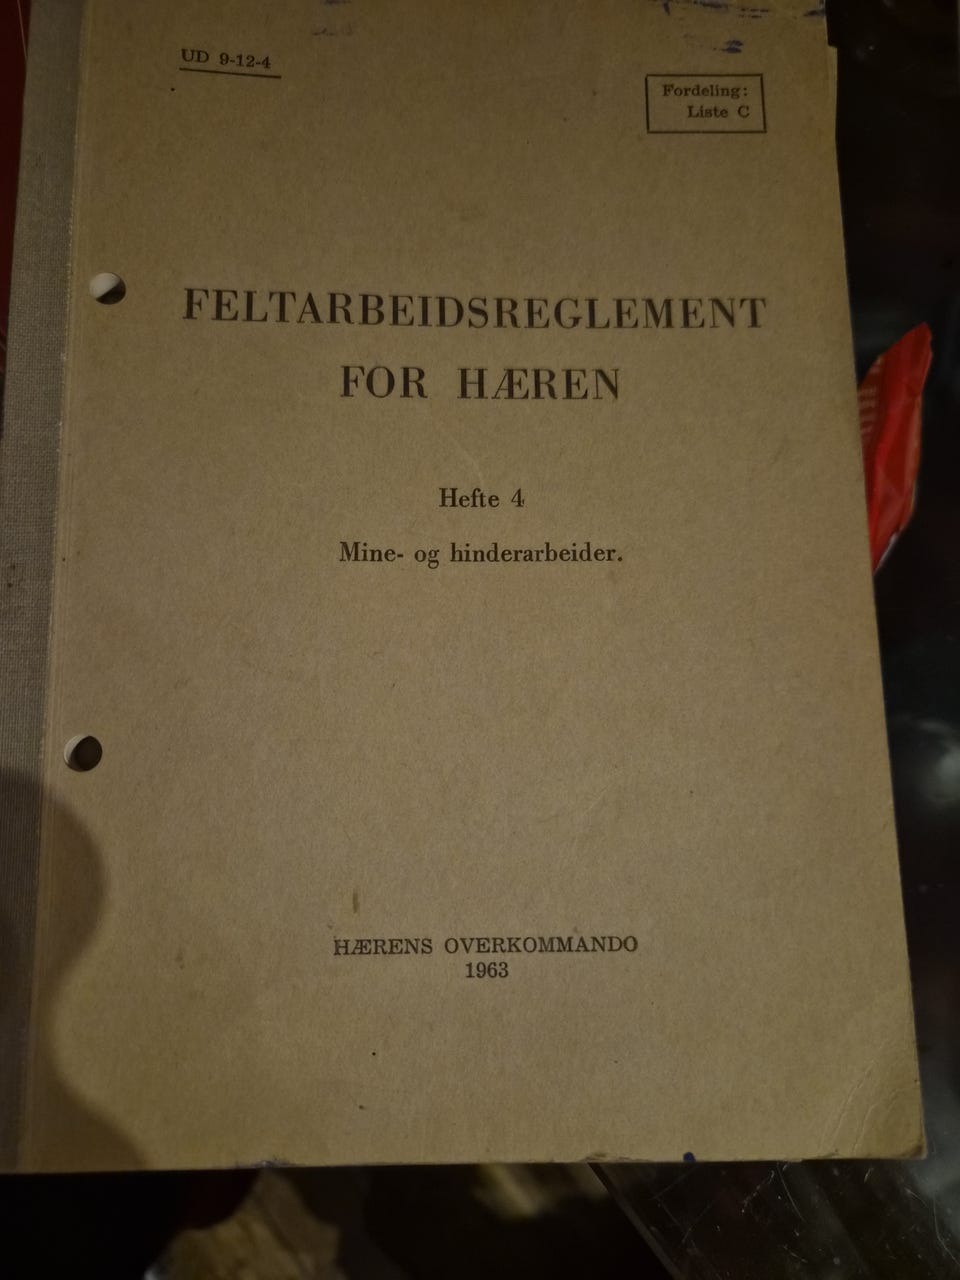 UD 9-12-4
Fordeling:
Liste C
FELTARBEIDSREGLEMENT
FOR HÆREN
Hefte 4
Mine- og hinderarbeider.
HÆRENS OVERKOMMANDO
1963